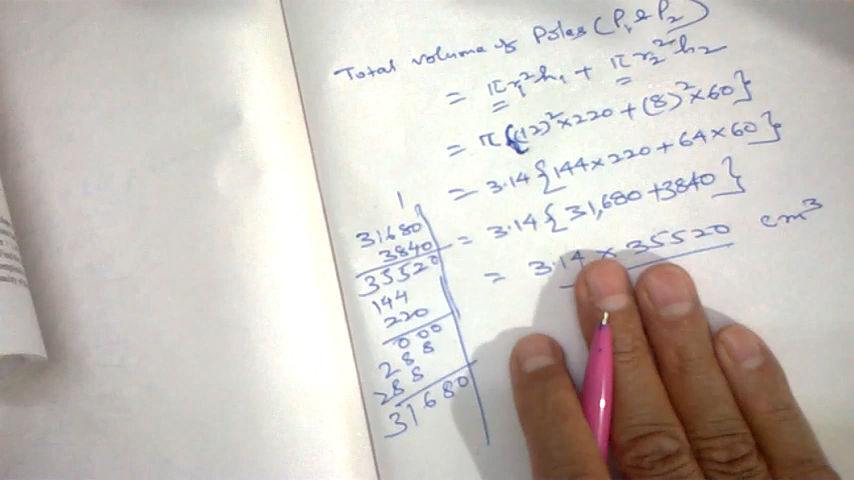 Total volume of Poles (P₁ & P₂)
= πr₁²h₁ + πr₂²h₂
= π{(12)²×220 + (8)²×60}
= 3.14{144×220 + 64×60}
= 3.14{31,680 + 3840}
= 3.14 × 35520 cm³
1
31680
3840
35520
144
220
000
288
288
31680